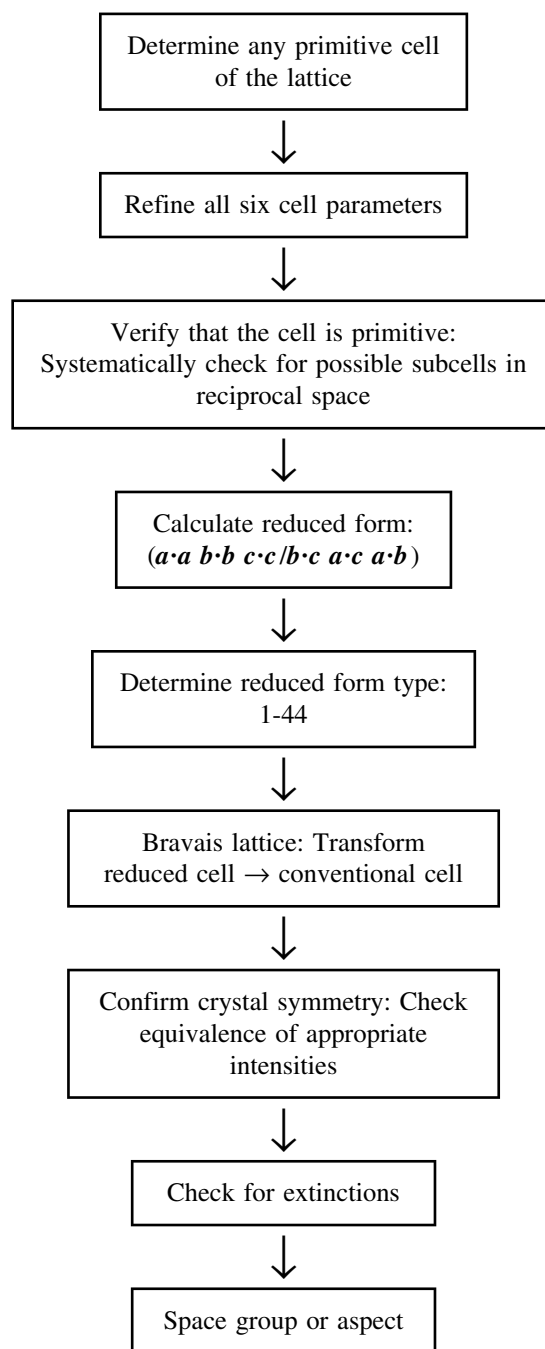 Determine any primitive cell
of the lattice
Refine all six cell parameters
Verify that the cell is primitive:
Systematically check for possible subcells in
reciprocal space
Calculate reduced form:
(a·a b·b c·c/b·c a·c a·b)
Determine reduced form type:
1-44
Bravais lattice: Transform
reduced cell → conventional cell
Confirm crystal symmetry: Check
equivalence of appropriate
intensities
Check for extinctions
Space group or aspect